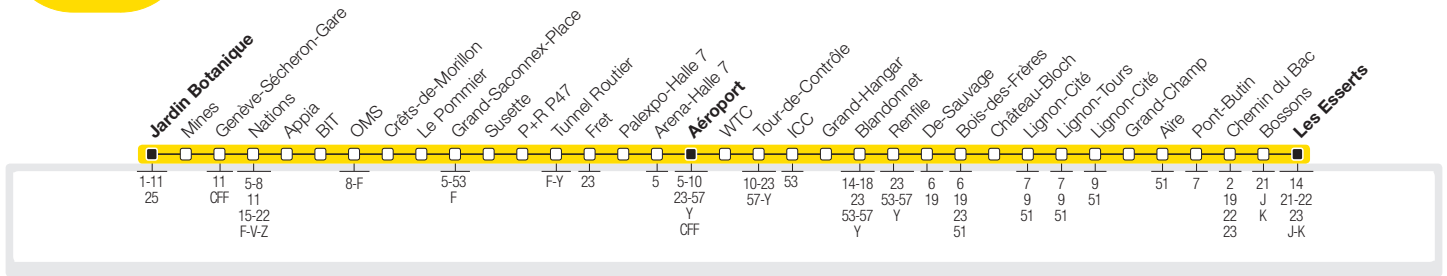 Jardin Botanique
Mines
Genève-Sécheron-Gare
Nations
Appia
BIT
OMS
Crêts-de-Morillon
Le Pommier
Grand-Saconnex-Place
Susette
P+R P47
Tunnel Routier
Fret
Palexpo-Halle 7
Arena-Halle 7
Aéroport
WTC
Tour-de-Contrôle
ICC
Grand-Hangar
Blandonnet
Renfile
De-Sauvage
Bois-des-Frères
Château-Bloch
Lignon-Cité
Lignon-Tours
Lignon-Cité
Grand-Champ
Aïre
Pont-Butin
Chemin du Bac
Bossons
Les Esserts
1-11
25
11
CFF
5-8
11
15-22
F-V-Z
8-F
5-53
F
F-Y
23
5
5-10
23-57
Y
CFF
10-23
57-Y
53
14-18
23
53-57
Y
23
53-57
Y
6
19
6
19
23
51
7
9
51
7
9
51
9
51
51
7
2
19
22
23
21
J
K
14
21-22
23
J-K